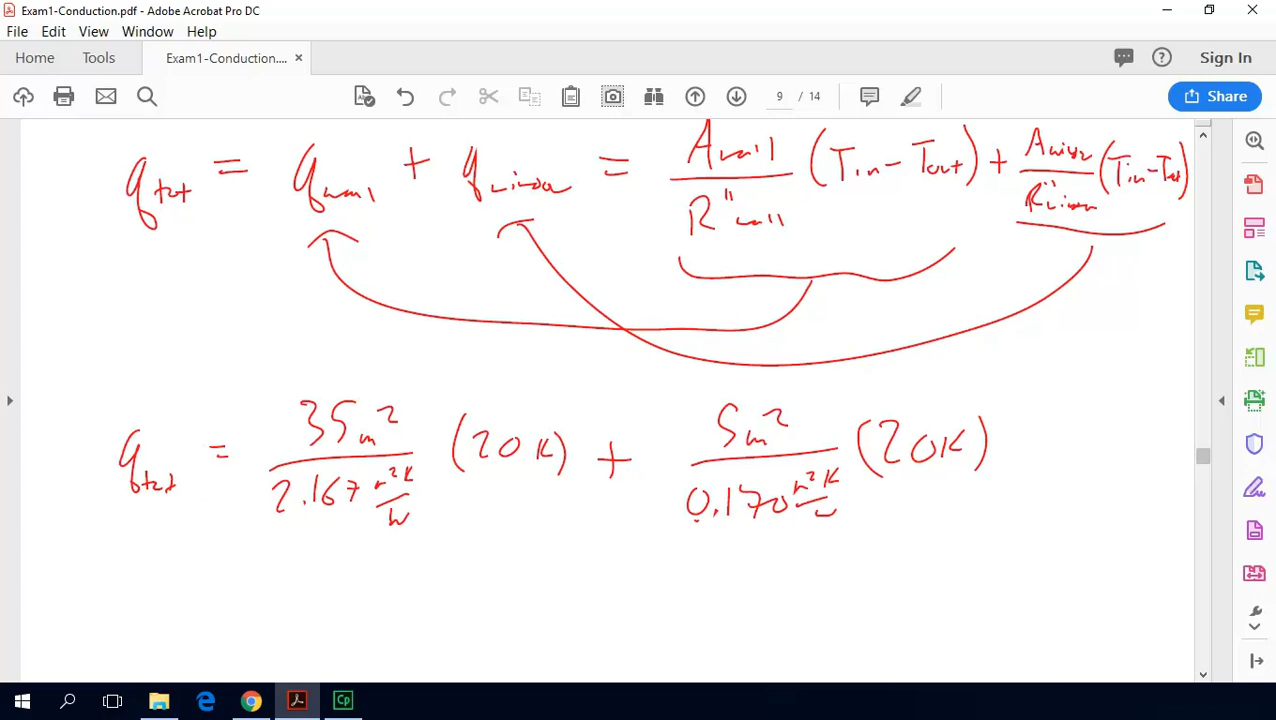 Exam1-Conduction.pdf - Adobe Acrobat Pro DC
File Edit View Window Help
Home Tools Exam1-Conduction.... × Sign In
9 / 14 Share
q_tot = q_wall + q_window = A_wall / R''_wall (T_in - T_out) + A_window / R''_window (T_in - T_out)
q_tot = 35 m² / 2.167 m²K/W (20 K) + 5 m² / 0.170 m²K/W (20K)
Cp